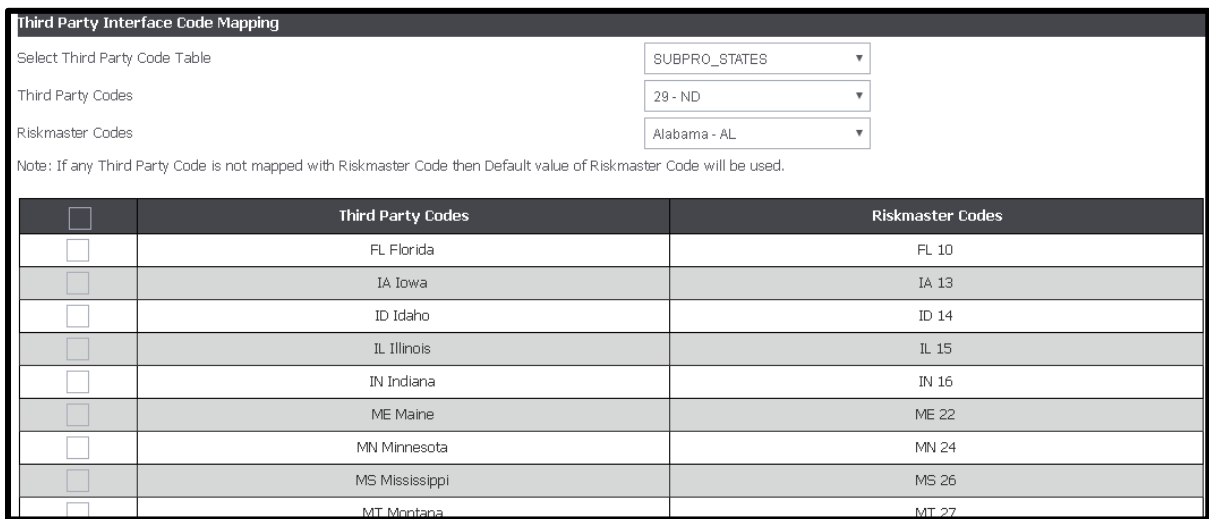 Third Party Interface Code Mapping
Select Third Party Code Table SUBPRO_STATES
Third Party Codes 29 - ND
Riskmaster Codes Alabama - AL
Note: If any Third Party Code is not mapped with Riskmaster Code then Default value of Riskmaster Code will be used.
Third Party Codes Riskmaster Codes
FL Florida FL 10
IA Iowa IA 13
ID Idaho ID 14
IL Illinois IL 15
IN Indiana IN 16
ME Maine ME 22
MN Minnesota MN 24
MS Mississippi MS 26
MT Montana MT 27